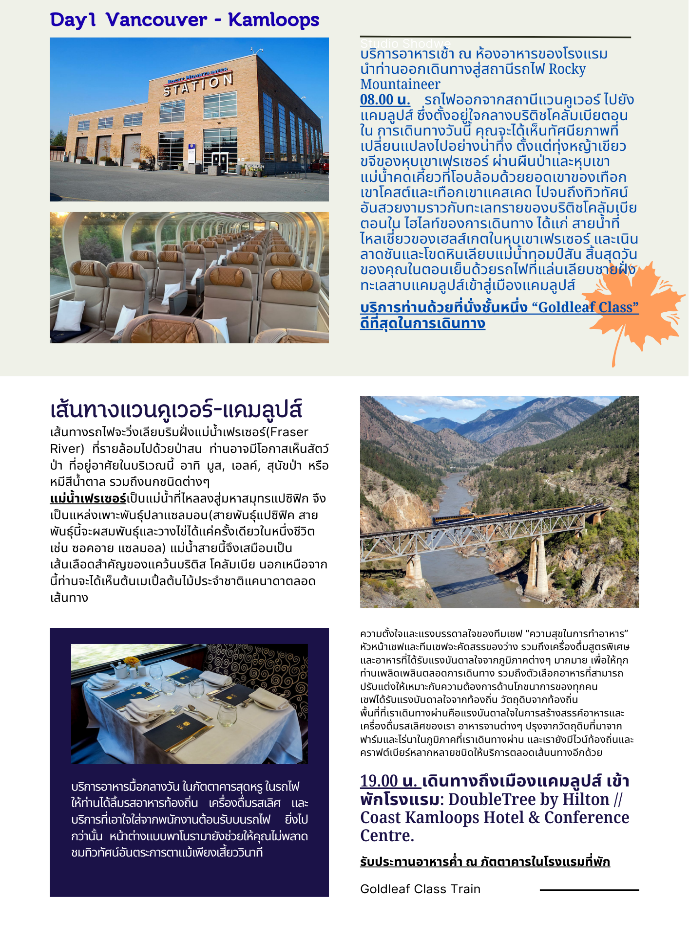 Day1 Vancouver - Kamloops
STATION
บริการอาหารเช้า ณ ห้องอาหารของโรงแรม
นำท่านออกเดินทางสู่สถานีรถไฟ Rocky
Mountaineer
08.00 น. รถไฟออกจากสถานีแวนคูเวอร์ ไปยัง
แคมลูปส์ ซึ่งตั้งอยู่ใจกลางบริติชโคลัมเบียตอน
ใน การเดินทางวันนี้ คุณจะได้เห็นทัศนียภาพที่
เปลี่ยนแปลงไปอย่างน่าทึ่ง ตั้งแต่ทุ่งหญ้าเขียว
ขจีของหุบเขาเฟรเซอร์ ผ่านผืนป่าและหุบเขา
แม่น้ำคดเคี้ยวที่โอบล้อมด้วยยอดเขาของเทือก
เขาโคสต์และเทือกเขาแคสเคด ไปจนถึงทิวทัศน์
อันสวยงามราวกับทะเลทรายของบริติชโคลัมเบีย
ตอนใน ไฮไลท์ของการเดินทาง ได้แก่ สายน้ำที่
ไหลเชี่ยวของเฮลส์เกตในหุบเขาเฟรเซอร์ และเนิน
ลาดชันและโขดหินเลียบแม่น้ำทอมป์สัน สิ้นสุดวัน
ของคุณในตอนเย็นด้วยรถไฟที่แล่นเลียบชายฝั่ง
ทะเลสาบแคมลูปส์เข้าสู่เมืองแคมลูปส์
บริการท่านด้วยที่นั่งชั้นหนึ่ง “Goldleaf Class”
ดีที่สุดในการเดินทาง
เส้นทางแวนคูเวอร์-แคมลูปส์
เส้นทางรถไฟจะวิ่งเลียบริมฝั่งแม่น้ำเฟรเซอร์(Fraser
River) ที่รายล้อมไปด้วยป่าสน ท่านอาจมีโอกาสเห็นสัตว์
ป่า ที่อยู่อาศัยในบริเวณนี้ อาทิ มูส, เอลค์, สุนัขป่า หรือ
หมีสีน้ำตาล รวมถึงนกชนิดต่างๆ
แม่น้ำเฟรเซอร์เป็นแม่น้ำที่ไหลลงสู่มหาสมุทรแปซิฟิก จึง
เป็นแหล่งเพาะพันธุ์ปลาแซลมอน(สายพันธุ์แปซิฟิค สาย
พันธุ์นี้จะผสมพันธุ์และวางไข่ได้แค่ครั้งเดียวในหนึ่งชีวิต
เช่น ซอคอาย แซลมอล) แม่น้ำสายนี้จึงเสมือนเป็น
เส้นเลือดสำคัญของแคว้นบริติส โคลัมเบีย นอกเหนือจาก
นี้ท่านจะได้เห็นต้นเมเปิ้ลต้นไม้ประจำชาติแคนาดาตลอด
เส้นทาง
ความตั้งใจและแรงบรรดาลใจของทีมเชฟ “ความสุขในการทำอาหาร”
หัวหน้าเชฟและทีมเชฟจะคัดสรรของว่าง รวมถึงเครื่องดื่มสูตรพิเศษ
และอาหารที่ได้รับแรงบันดาลใจจากภูมิภาคต่างๆ มากมาย เพื่อให้ทุก
ท่านเพลิดเพลินตลอดการเดินทาง รวมถึงตัวเลือกอาหารที่สามารถ
ปรับแต่งให้เหมาะกับความต้องการด้านโภชนาการของทุกคน
เชฟได้รับแรงบันดาลใจจากท้องถิ่น วัตถุดิบจากท้องถิ่น
พื้นที่ที่เราเดินทางผ่านคือแรงบันดาลใจในการสร้างสรรค์อาหารและ
เครื่องดื่มรสเลิศของเรา อาหารจานต่างๆ ปรุงจากวัตถุดิบที่มาจาก
ฟาร์มและไร่นาในภูมิภาคที่เราเดินทางผ่าน และเรายังมีไวน์ท้องถิ่นและ
คราฟต์เบียร์หลากหลายชนิดให้บริการตลอดเส้นบนทางอีกด้วย
บริการอาหารมื้อกลางวัน ในภัตตาคารสุดหรู ในรถไฟ
ให้ท่านได้ลิ้มรสอาหารท้องถิ่น เครื่องดื่มรสเลิศ และ
บริการที่เอาใจใส่จากพนักงานต้อนรับบนรถไฟ ยิ่งไป
กว่านั้น หน้าต่างแบบพาโนรามายังช่วยให้คุณไม่พลาด
ชมทิวทัศน์อันตระการตาแม้เพียงเสี้ยววินาที
19.00 น. เดินทางถึงเมืองแคมลูปส์ เข้า
พักโรงแรม: DoubleTree by Hilton //
Coast Kamloops Hotel & Conference
Centre.
รับประทานอาหารค่ำ ณ ภัตตาคารในโรงแรมที่พัก
Goldleaf Class Train